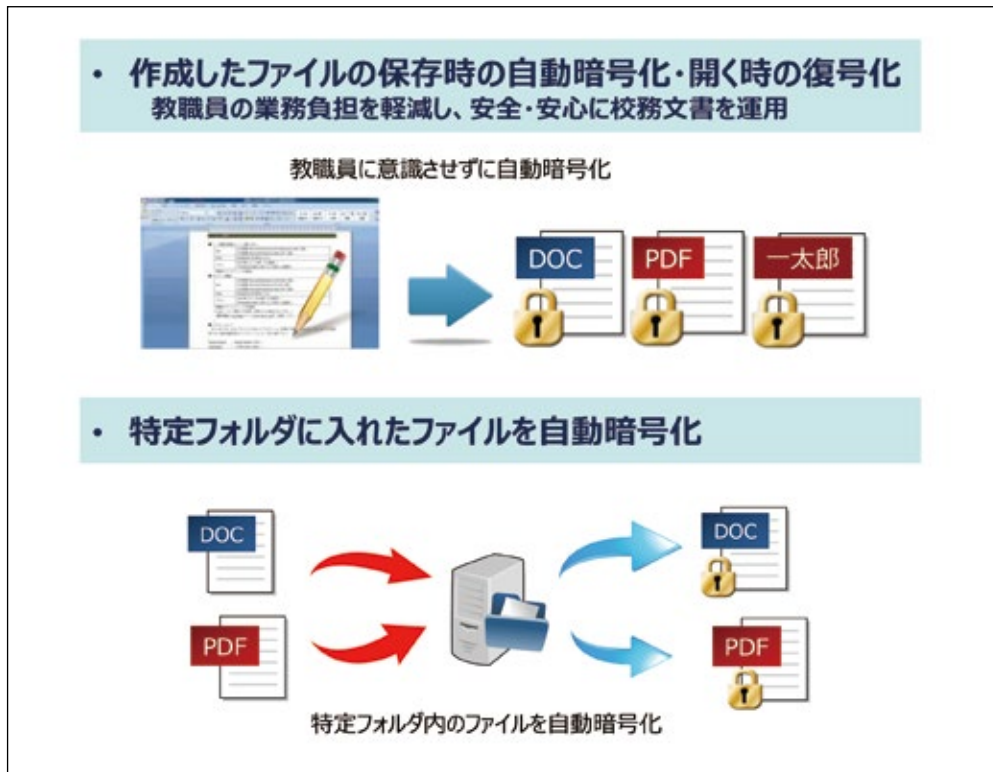 • 作成したファイルの保存時の自動暗号化・開く時の復号化
教職員の業務負担を軽減し、安全・安心に校務文書を運用
教職員に意識させずに自動暗号化
DOC
PDF
一太郎
• 特定フォルダに入れたファイルを自動暗号化
DOC
DOC
PDF
PDF
特定フォルダ内のファイルを自動暗号化